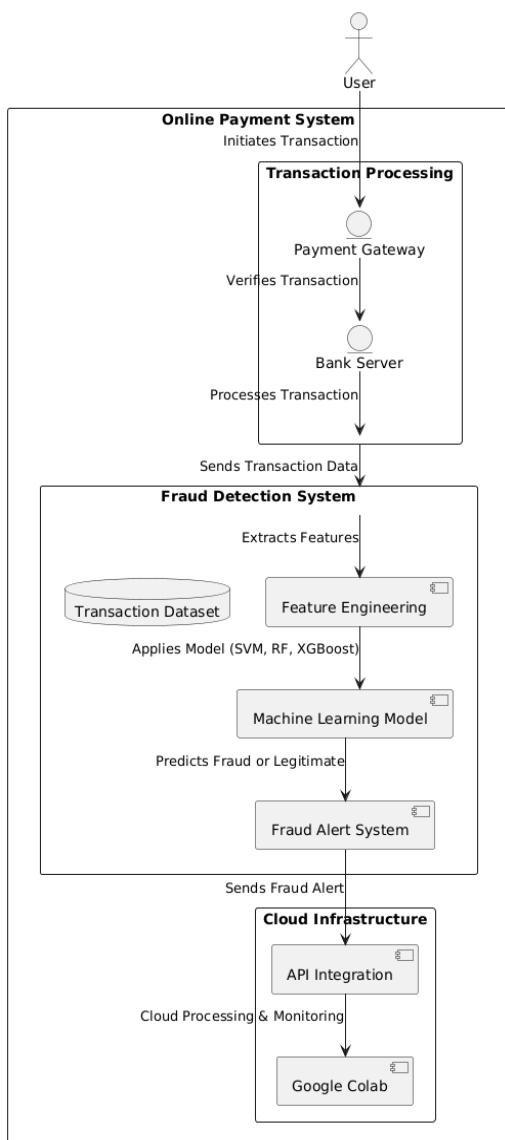 User
Online Payment System
Initiates Transaction
Transaction Processing
Payment Gateway
Verifies Transaction
Bank Server
Processes Transaction
Sends Transaction Data
Fraud Detection System
Extracts Features
Transaction Dataset
Feature Engineering
Applies Model (SVM, RF, XGBoost)
Machine Learning Model
Predicts Fraud or Legitimate
Fraud Alert System
Sends Fraud Alert
Cloud Infrastructure
API Integration
Cloud Processing & Monitoring
Google Colab